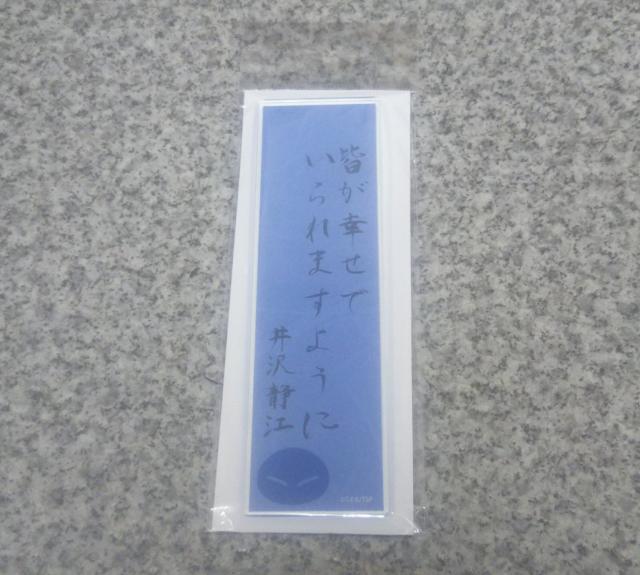 皆が幸せで
いられますように
井沢静江